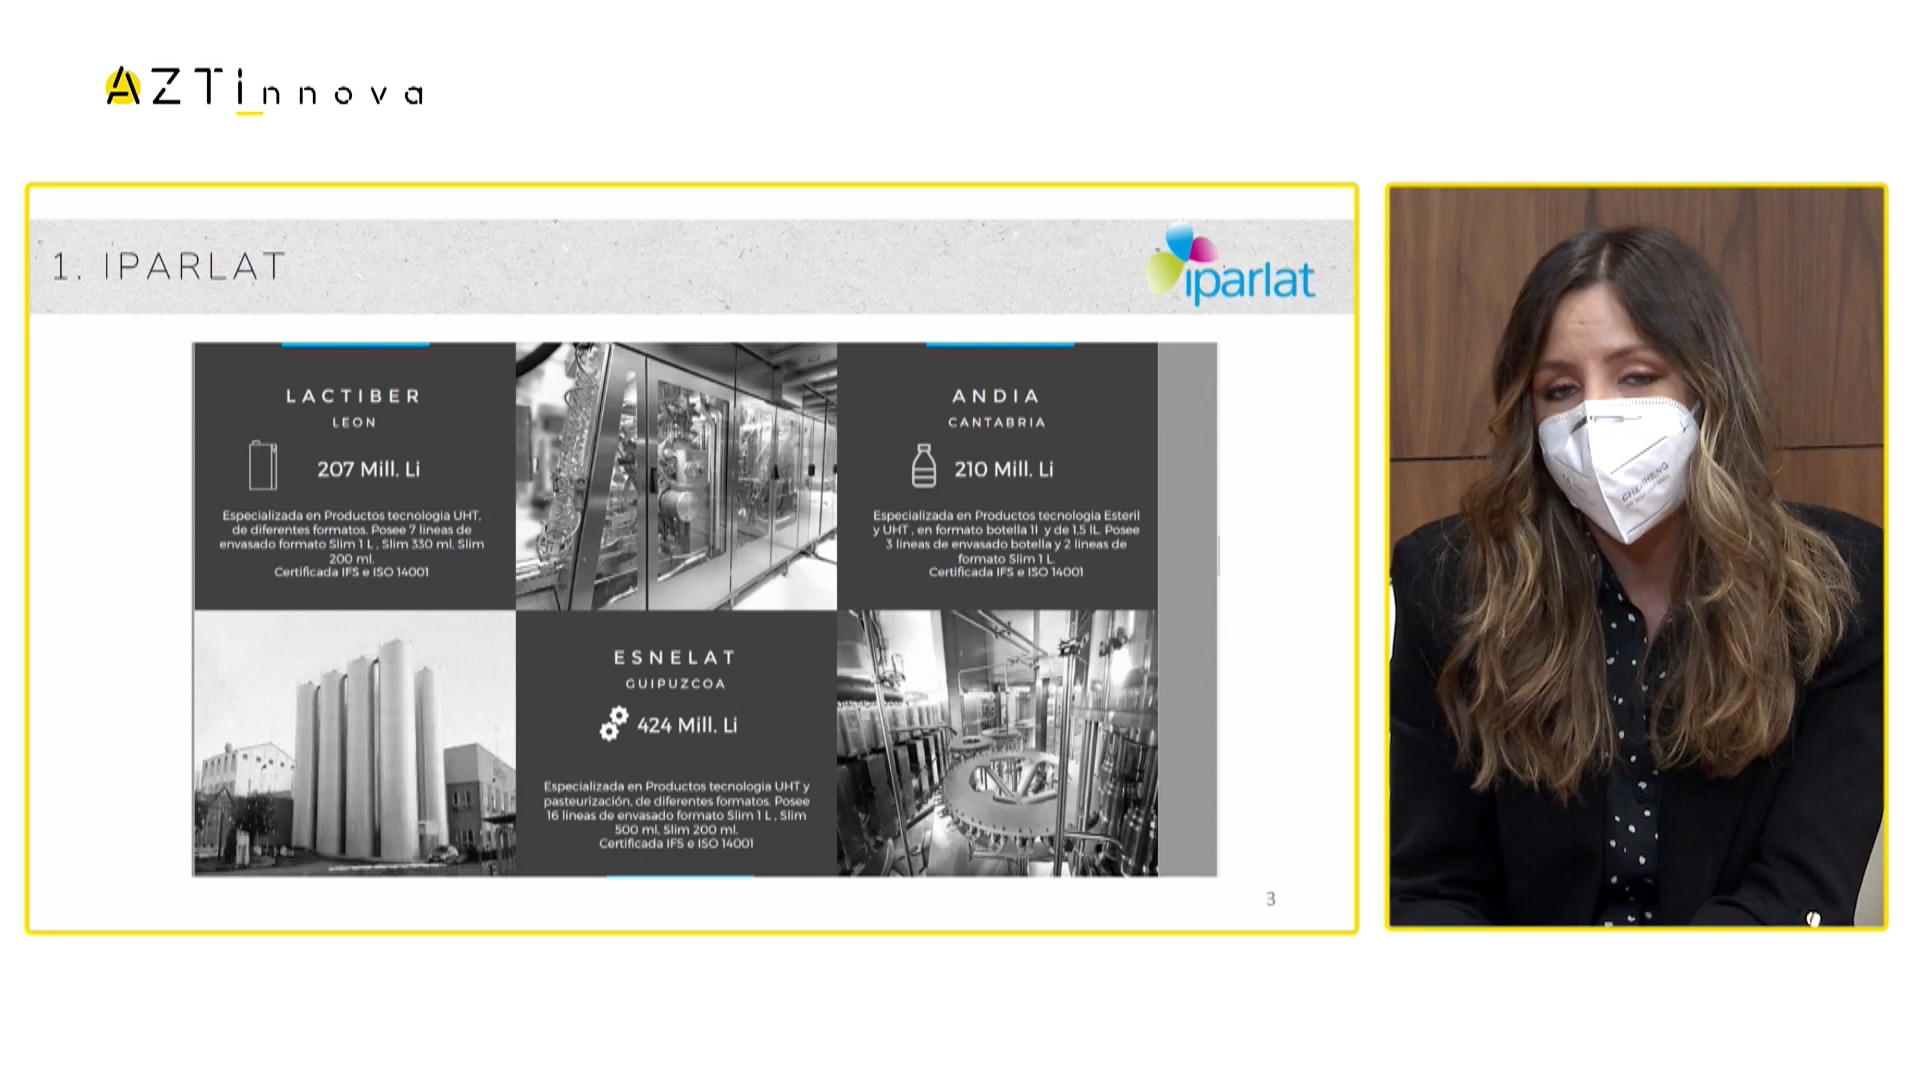 AZTInnova
1. IPARLAT
iparlat
LACTIBER
LEON
207 Mill. Li
Especializada en Productos tecnologia UHT,
de diferentes formatos. Posee 7 lineas de
envasado formato Slim 1 L , Slim 330 ml, Slim
200 ml.
Certificada IFS e ISO 14001
ANDIA
CANTABRIA
210 Mill. Li
Especializada en Productos tecnologia Esteril
y UHT , en formato botella 1l y de 1,5 lL. Posee
3 lineas de envasado botella y 2 lineas de
formato Slim 1 L.
Certificada IFS e ISO 14001
ESNELAT
GUIPUZCOA
424 Mill. Li
Especializada en Productos tecnologia UHT y
pasteurización, de diferentes formatos. Posee
16 lineas de envasado formato Slim 1 L , Slim
500 ml, Slim 200 ml.
Certificada IFS e ISO 14001
3